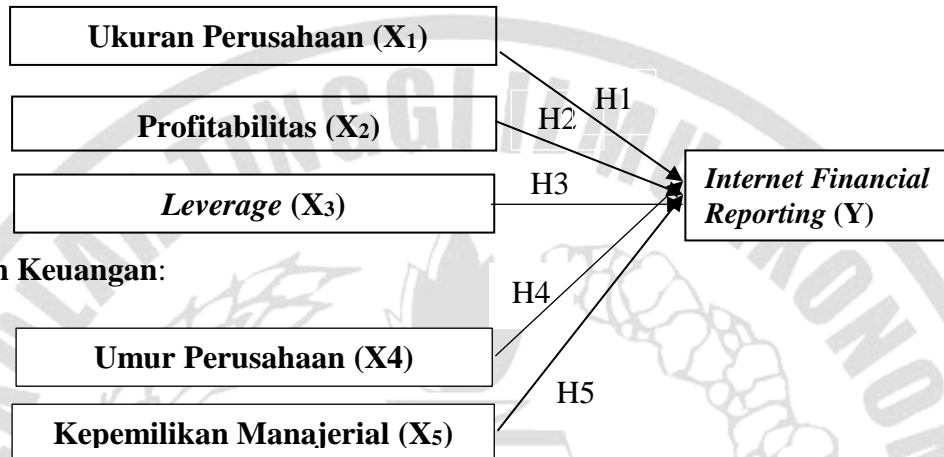 Ukuran Perusahaan (X1)
H1
Profitabilitas (X2)
H2
Internet Financial
Reporting (Y)
H3
Leverage (X3)
Keuangan:
H4
Umur Perusahaan (X4)
H5
Kepemilikan Manajerial (X5)